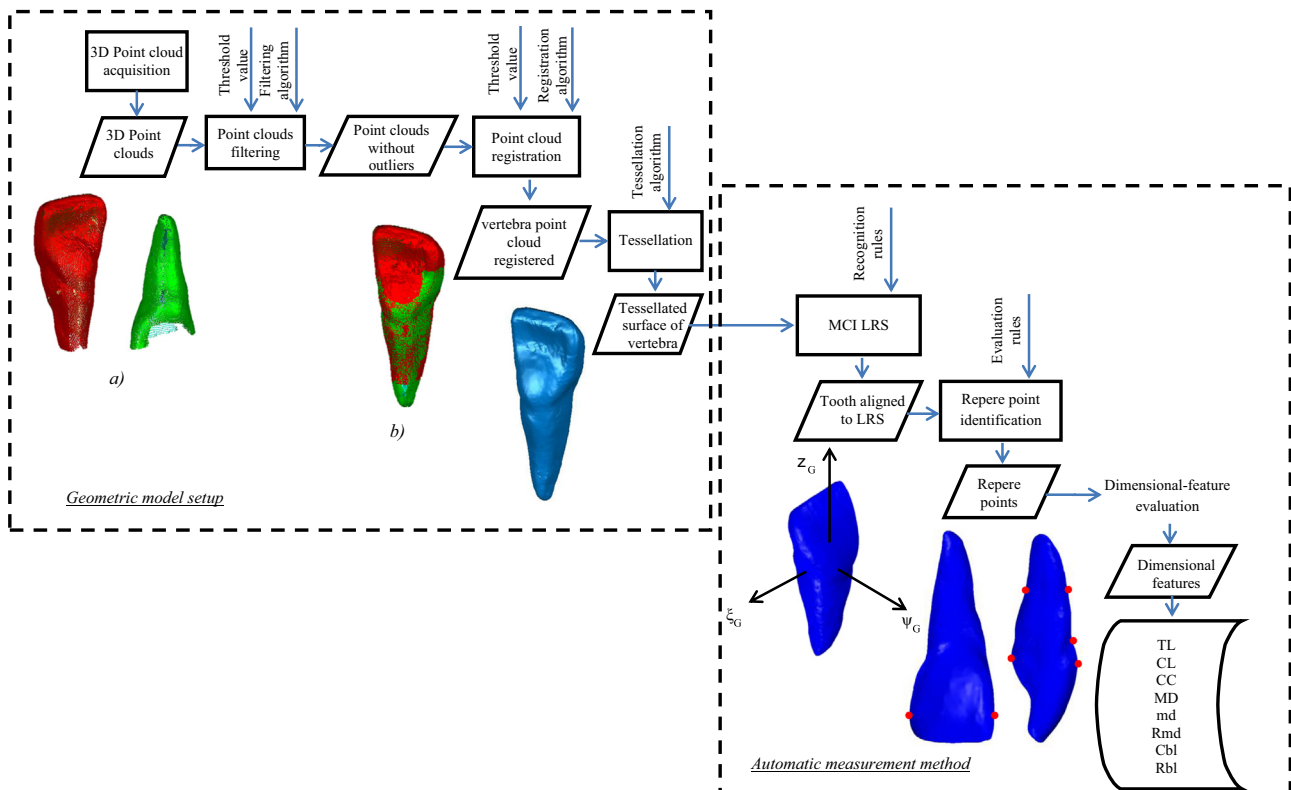 3D Point cloud
acquisition
Threshold
value
Filtering
algorithm
Threshold
value
Registration
algorithm
3D Point
clouds
Point clouds
filtering
Point clouds
without
outliers
Point cloud
registration
Tessellation
algorithm
vertebra point
cloud
registered
Tessellation
Tessellated
surface of
vertebra
a)
b)
Geometric model setup
Recognition
rules
MCI LRS
Evaluation
rules
Tooth aligned
to LRS
Repere point
identification
Repere
points
Dimensional-feature
evaluation
Dimensional
features
z_G
ξ_G
ψ_G
TL
CL
CC
MD
md
Rmd
Cbl
Rbl
Automatic measurement method